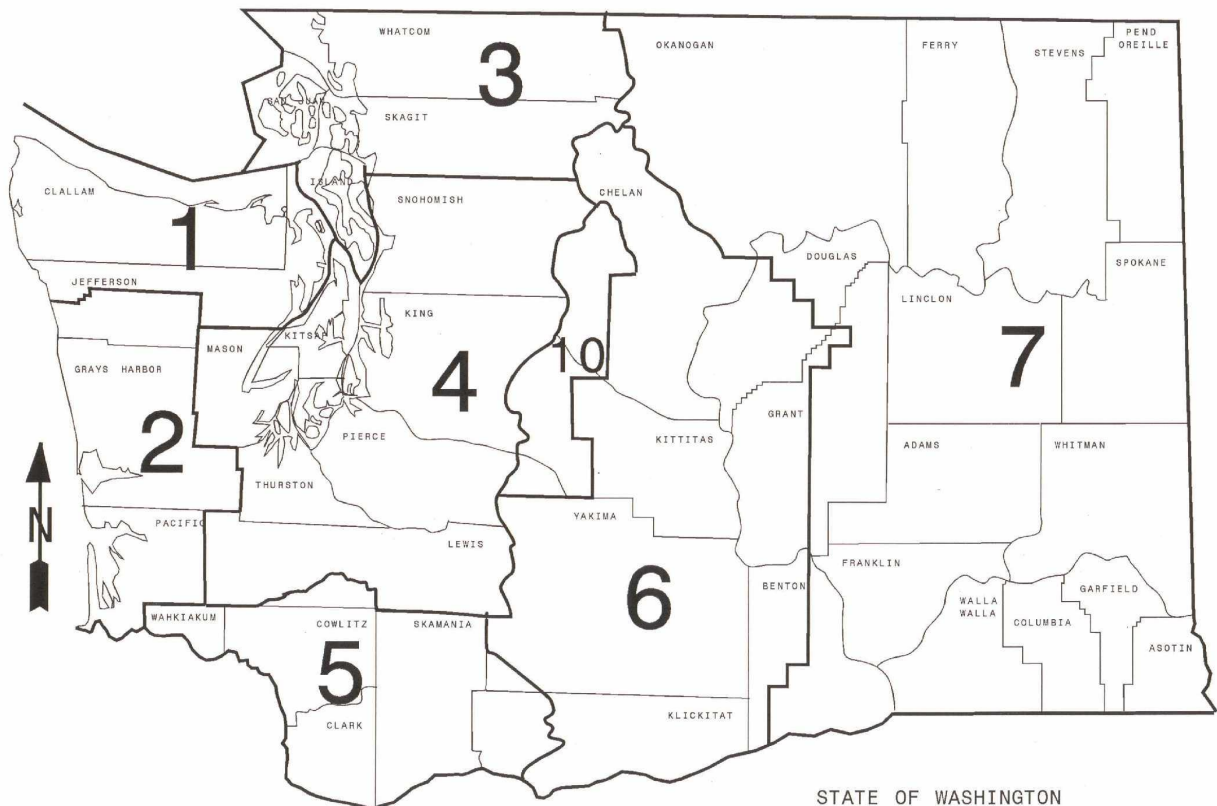 WHATCOM
3
OKANOGAN
FERRY
STEVENS
PEND
OREILLE
SAN JUAN
SKAGIT
CLALLAM
ISLAND
SNOHOMISH
CHELAN
1
DOUGLAS
SPOKANE
JEFFERSON
LINCLON
KING
KITSAP
MASON
10
7
GRAYS HARBOR
4
GRANT
2
PIERCE
KITTITAS
ADAMS
WHITMAN
THURSTON
N
PACIFIC
YAKIMA
LEWIS
FRANKLIN
BENTON
6
GARFIELD
WALLA
WALLA
WAHKIAKUM
COWLITZ
SKAMANIA
COLUMBIA
5
ASOTIN
CLARK
KLICKITAT
STATE OF WASHINGTON